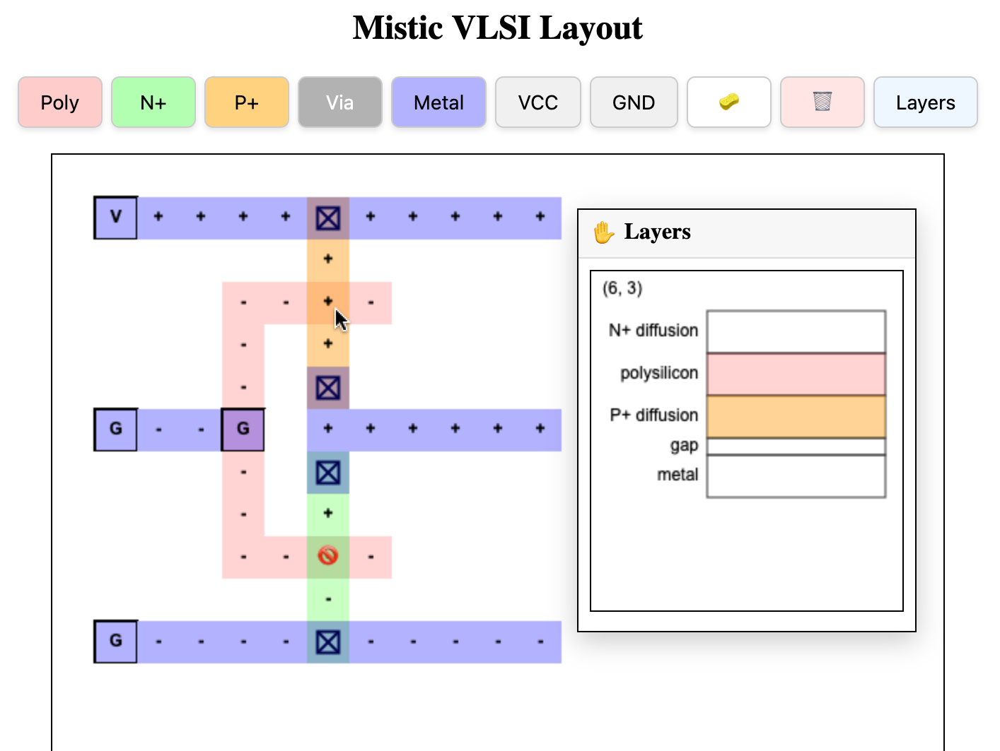 Mistic VLSI Layout
Poly N+ P+ Via Metal VCC GND Layers
V + + + + + + + + +
+
- - + -
- +
-
G - - G + + + + + +
-
- +
- - -
-
G - - - - - - - - -
Layers
(6, 3)
N+ diffusion
polysilicon
P+ diffusion
gap
metal